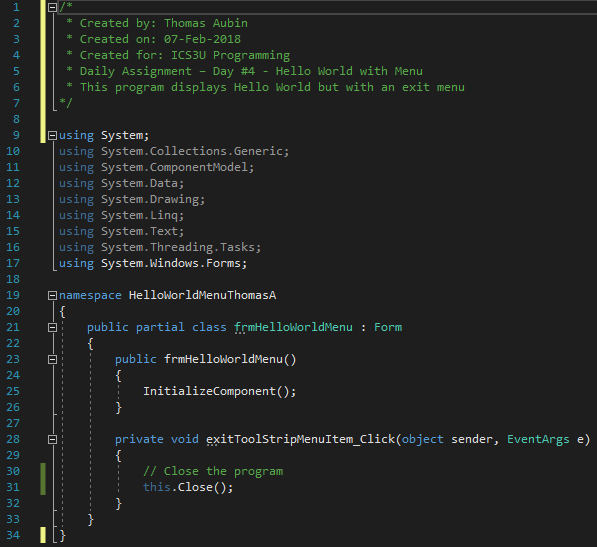 1 /*
2 * Created by: Thomas Aubin
3 * Created on: 07-Feb-2018
4 * Created for: ICS3U Programming
5 * Daily Assignment – Day #4 - Hello World with Menu
6 * This program displays Hello World but with an exit menu
7 */
8
9 using System;
10 using System.Collections.Generic;
11 using System.ComponentModel;
12 using System.Data;
13 using System.Drawing;
14 using System.Linq;
15 using System.Text;
16 using System.Threading.Tasks;
17 using System.Windows.Forms;
18
19 namespace HelloWorldMenuThomasA
20 {
21 public partial class frmHelloWorldMenu : Form
22 {
23 public frmHelloWorldMenu()
24 {
25 InitializeComponent();
26 }
27
28 private void exitToolStripMenuItem_Click(object sender, EventArgs e)
29 {
30 // Close the program
31 this.Close();
32 }
33 }
34 }